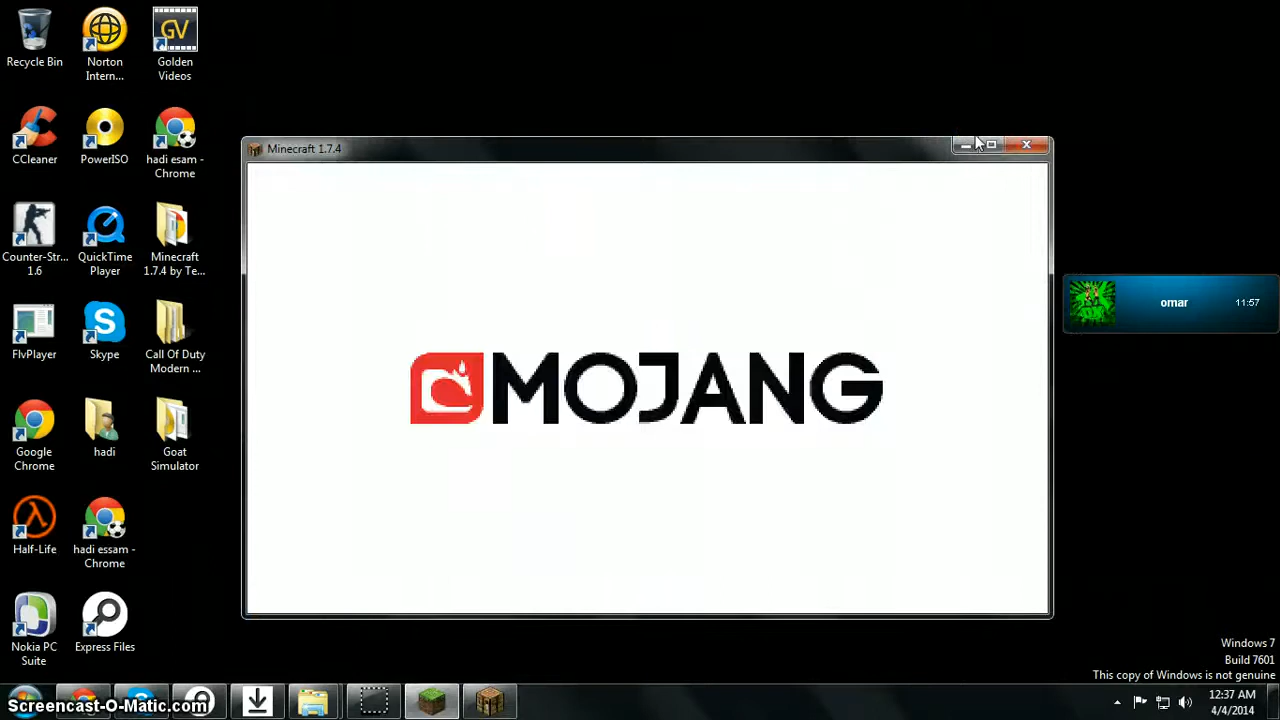 Recycle Bin
Norton
Intern...
GV
Golden
Videos
CCleaner
PowerISO
hadi esam -
Chrome
Counter-Str...
1.6
QuickTime
Player
Minecraft
1.7.4 by Te...
FlvPlayer
Skype
Call Of Duty
Modern ...
Google
Chrome
hadi
Goat
Simulator
Half-Life
hadi essam -
Chrome
Nokia PC
Suite
Express Files
Minecraft 1.7.4
MOJANG
omar
11:57
Windows 7
Build 7601
This copy of Windows is not genuine
Screencast-O-Matic.com
12:37 AM
4/4/2014